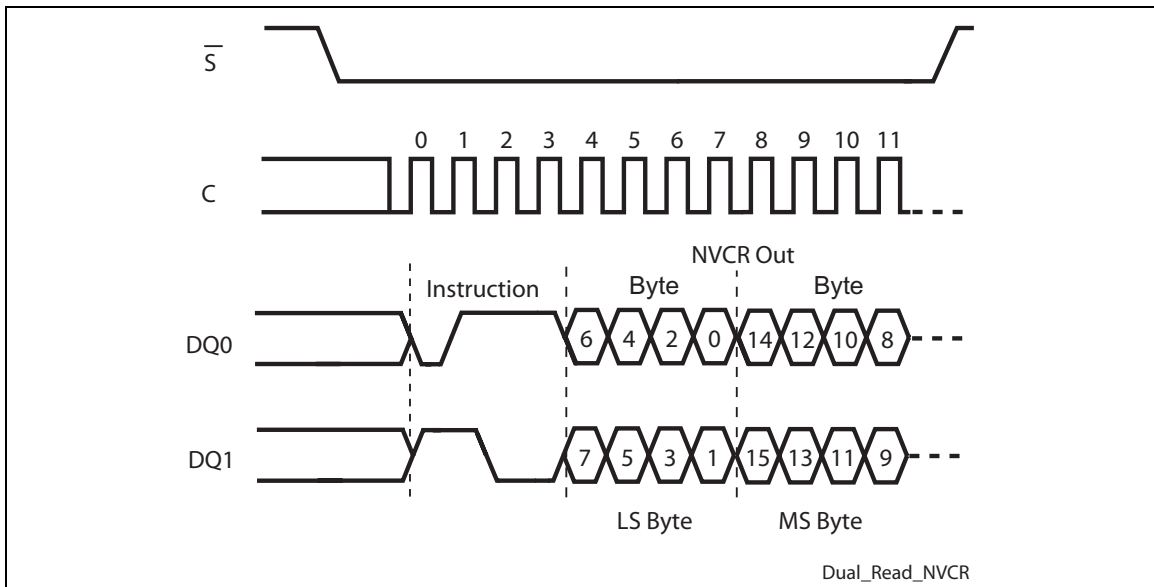 S
0 1 2 3 4 5 6 7 8 9 10 11
C
NVCR Out
Instruction Byte Byte
DQ0 6 4 2 0 14 12 10 8
DQ1 7 5 3 1 15 13 11 9
LS Byte MS Byte
Dual_Read_NVCR